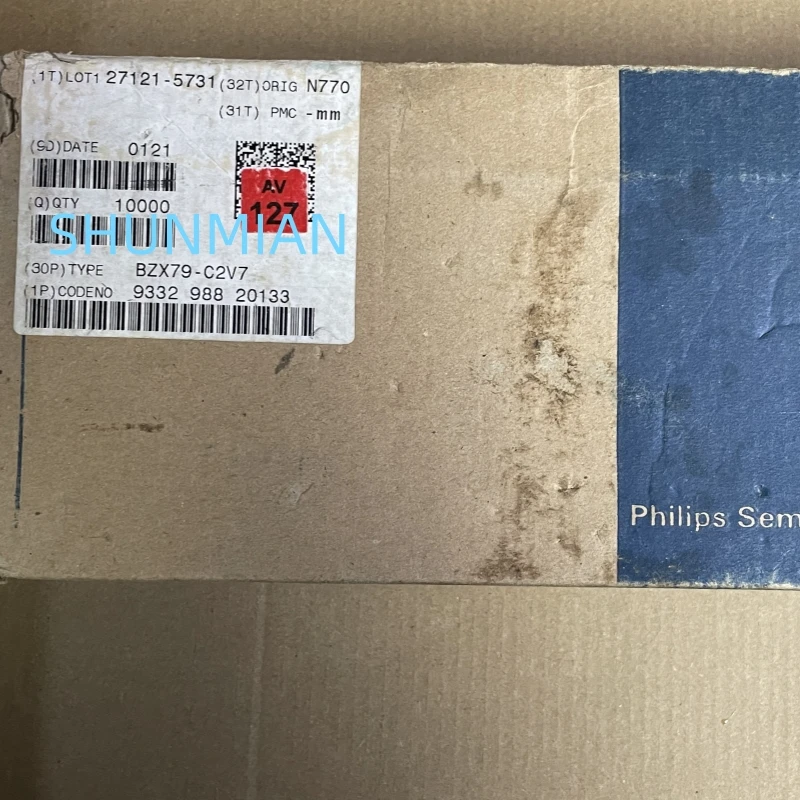 (1T)LOT1 27121-5731 (32T)ORIG N770
(31T) PMC -mm
(9D)DATE 0121
AV
127
(Q)QTY 10000
SHUNMIAN
(30P)TYPE BZX79-C2V7
(1P)CODENO 9332 988 20133
Philips Sem